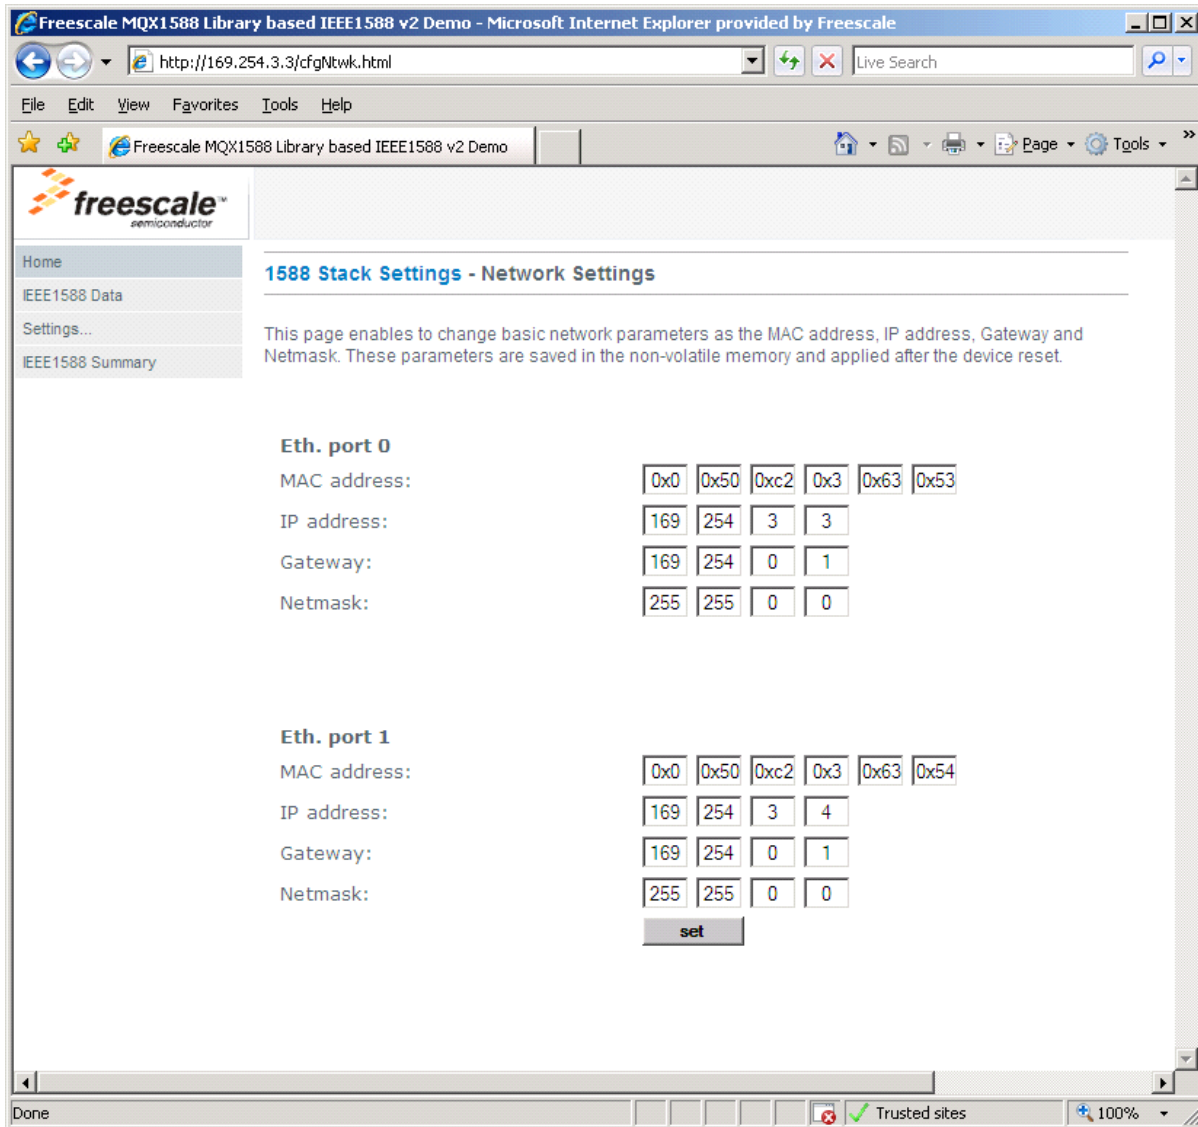 Freescale MQX1588 Library based IEEE1588 v2 Demo - Microsoft Internet Explorer provided by Freescale
http://169.254.3.3/cfgNtwk.html
Live Search
File Edit View Favorites Tools Help
Freescale MQX1588 Library based IEEE1588 v2 Demo
Page Tools »
freescale™
semiconductor
Home
IEEE1588 Data
Settings...
IEEE1588 Summary
1588 Stack Settings - Network Settings
This page enables to change basic network parameters as the MAC address, IP address, Gateway and
Netmask. These parameters are saved in the non-volatile memory and applied after the device reset.
Eth. port 0
MAC address: 0x0 0x50 0xc2 0x3 0x63 0x53
IP address: 169 254 3 3
Gateway: 169 254 0 1
Netmask: 255 255 0 0
Eth. port 1
MAC address: 0x0 0x50 0xc2 0x3 0x63 0x54
IP address: 169 254 3 4
Gateway: 169 254 0 1
Netmask: 255 255 0 0
set
Done Trusted sites 100%